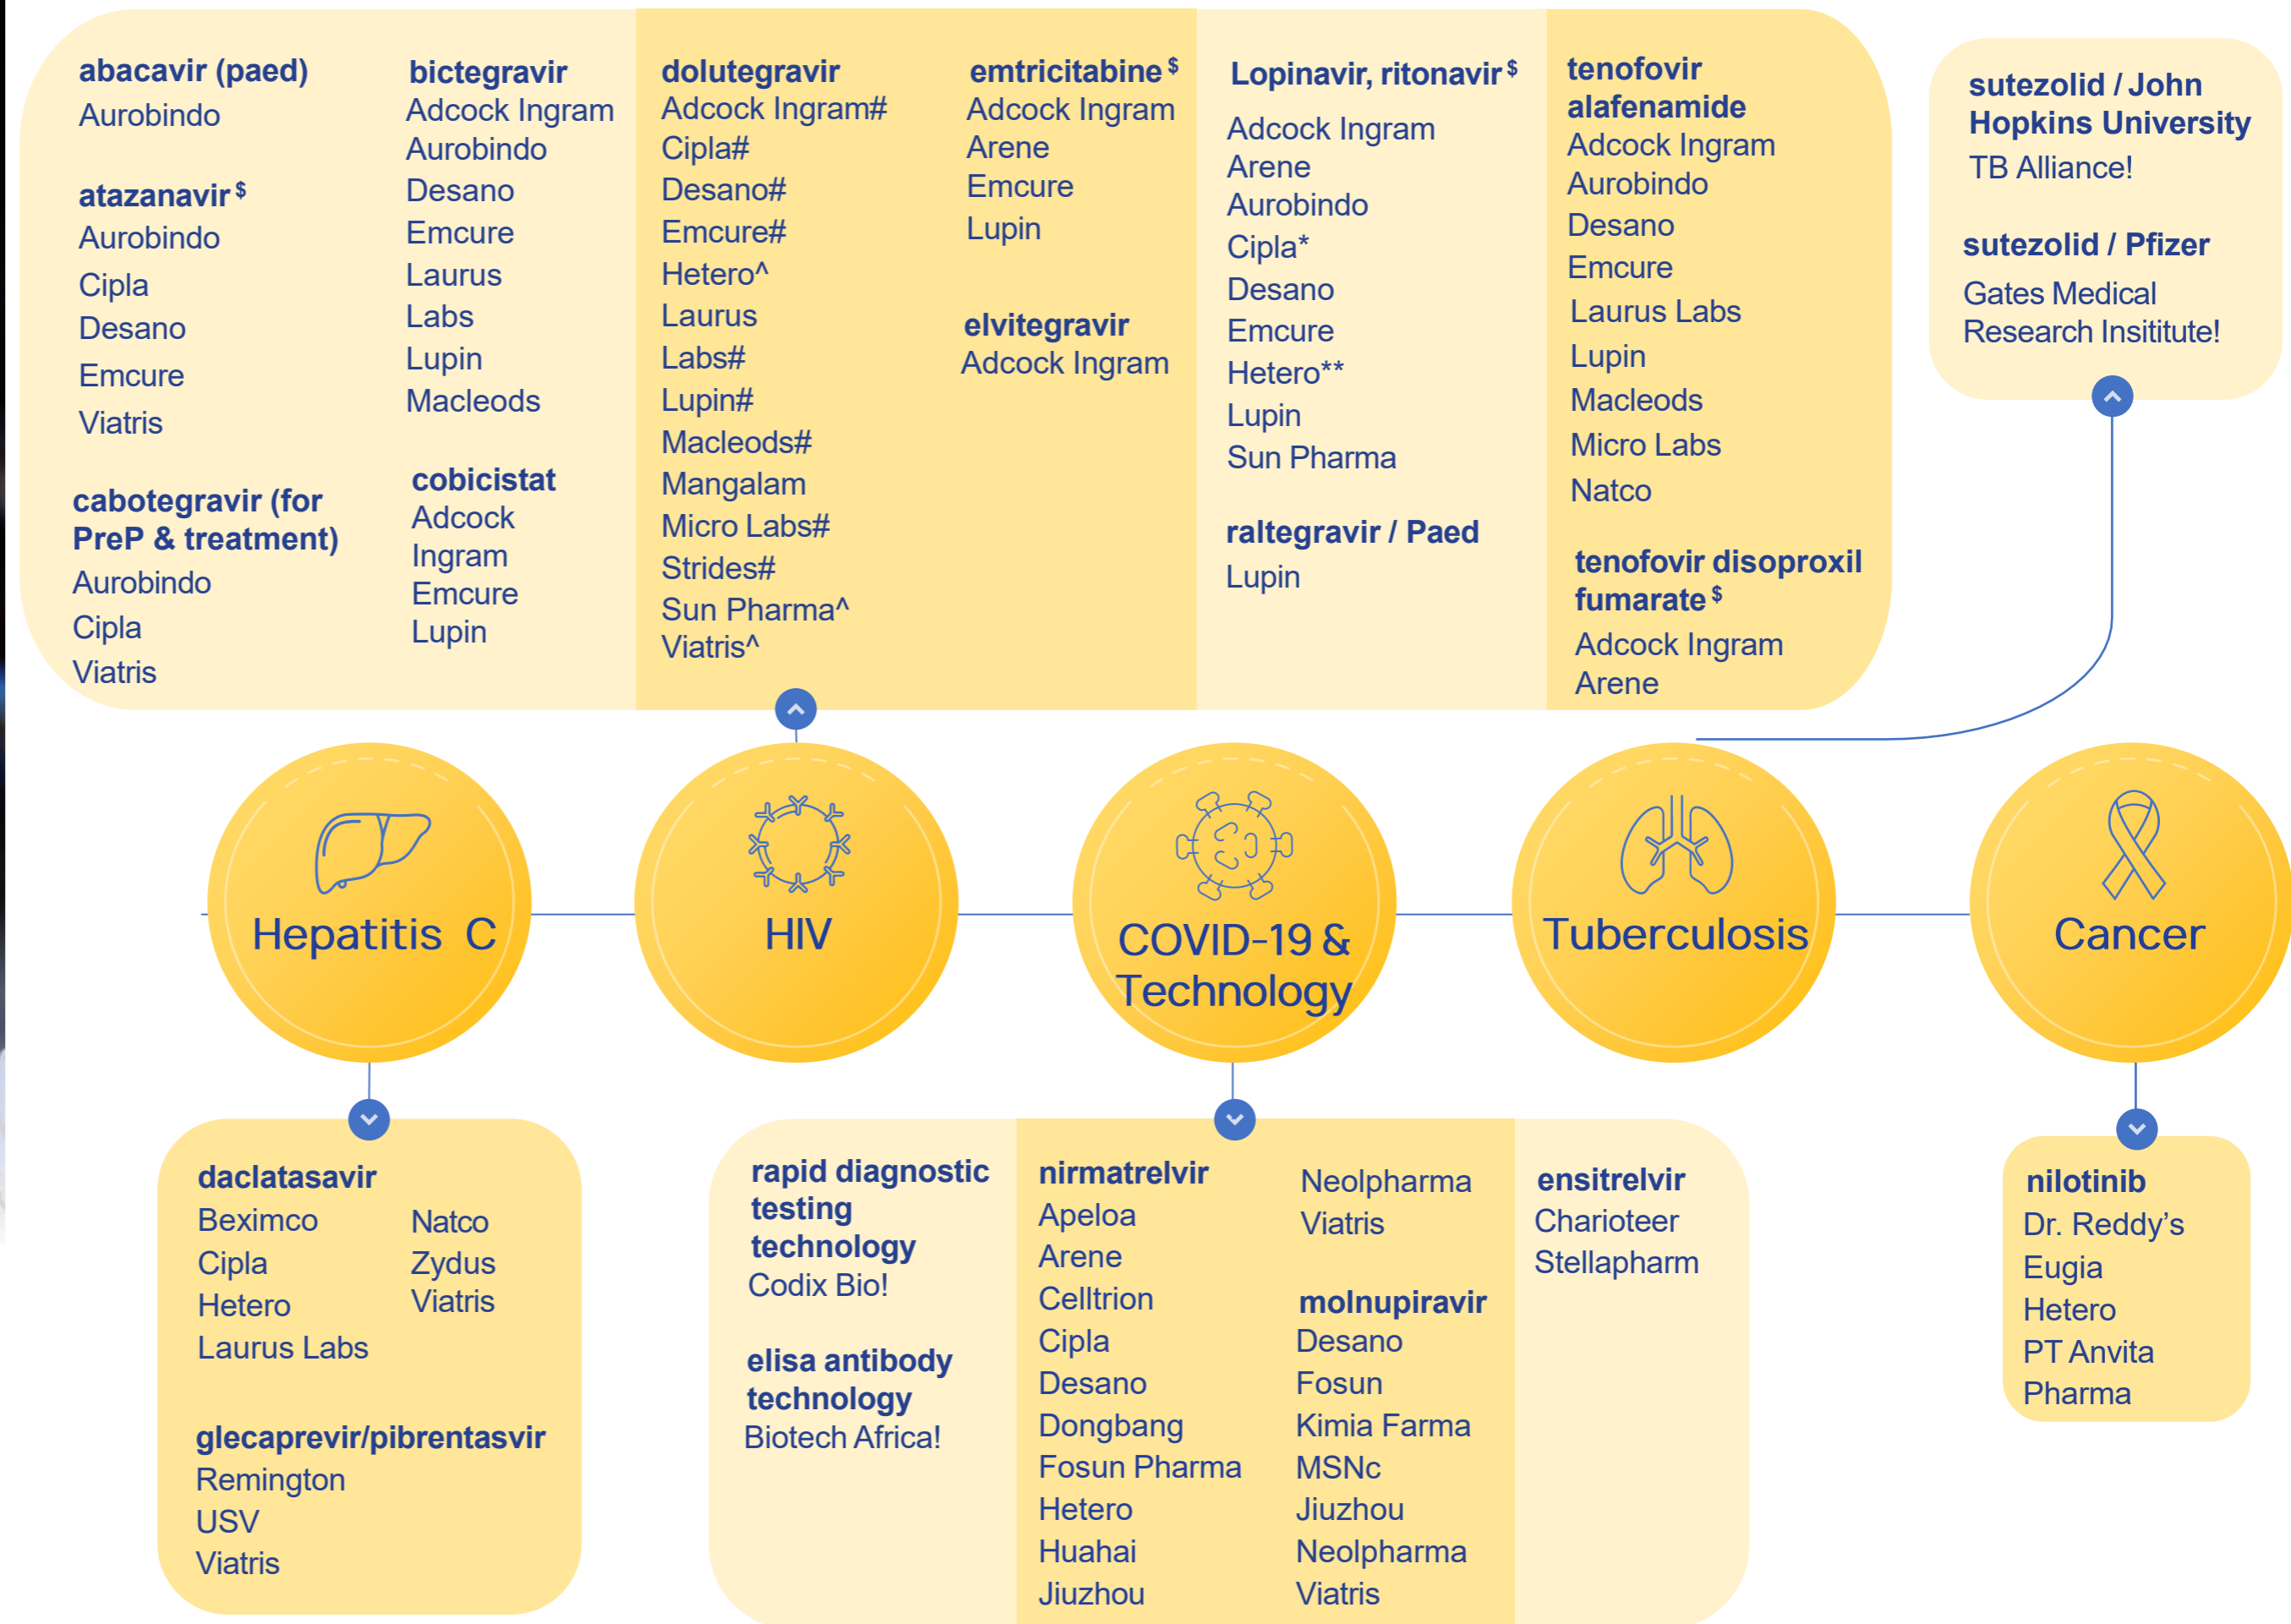 abacavir (paed)
Aurobindo
atazanavir $
Aurobindo
Cipla
Desano
Emcure
Viatris
cabotegravir (for
PreP & treatment)
Aurobindo
Cipla
Viatris
bictegravir
Adcock Ingram
Aurobindo
Desano
Emcure
Laurus
Labs
Lupin
Macleods
cobicistat
Adcock
Ingram
Emcure
Lupin
dolutegravir
Adcock Ingram#
Cipla#
Desano#
Emcure#
Hetero^
Laurus
Labs#
Lupin#
Macleods#
Mangalam
Micro Labs#
Strides#
Sun Pharma^
Viatris^
emtricitabine $
Adcock Ingram
Arene
Emcure
Lupin
elvitegravir
Adcock Ingram
Lopinavir, ritonavir $
Adcock Ingram
Arene
Aurobindo
Cipla*
Desano
Emcure
Hetero**
Lupin
Sun Pharma
raltegravir / Paed
Lupin
tenofovir
alafenamide
Adcock Ingram
Aurobindo
Desano
Emcure
Laurus Labs
Lupin
Macleods
Micro Labs
Natco
tenofovir disoproxil
fumarate $
Adcock Ingram
Arene
sutezolid / John
Hopkins University
TB Alliance!
sutezolid / Pfizer
Gates Medical
Research Insititute!
Hepatitis C
HIV
COVID-19 &
Technology
Tuberculosis
Cancer
daclatasavir
Beximco
Cipla
Hetero
Laurus Labs
Natco
Zydus
Viatris
glecaprevir/pibrentasvir
Remington
USV
Viatris
rapid diagnostic
testing
technology
Codix Bio!
elisa antibody
technology
Biotech Africa!
nirmatrelvir
Apeloa
Arene
Celltrion
Cipla
Desano
Dongbang
Fosun Pharma
Hetero
Huahai
Jiuzhou
Neolpharma
Viatris
molnupiravir
Desano
Fosun
Kimia Farma
MSNc
Jiuzhou
Neolpharma
Viatris
ensitrelvir
Charioteer
Stellapharm
nilotinib
Dr. Reddy's
Eugia
Hetero
PT Anvita
Pharma